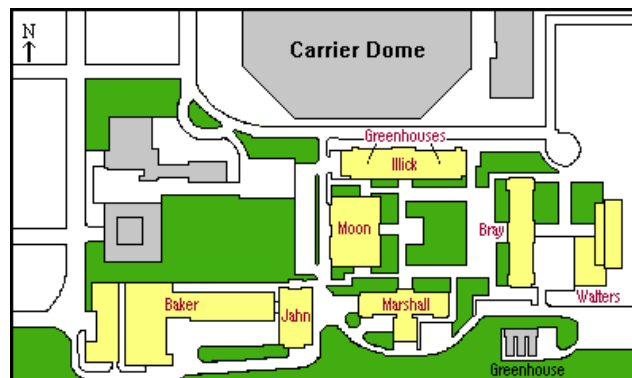 N
Carrier Dome
Greenhouses
Illick
Moon
Bray
Walters
Baker
Jahn
Marshall
Greenhouse